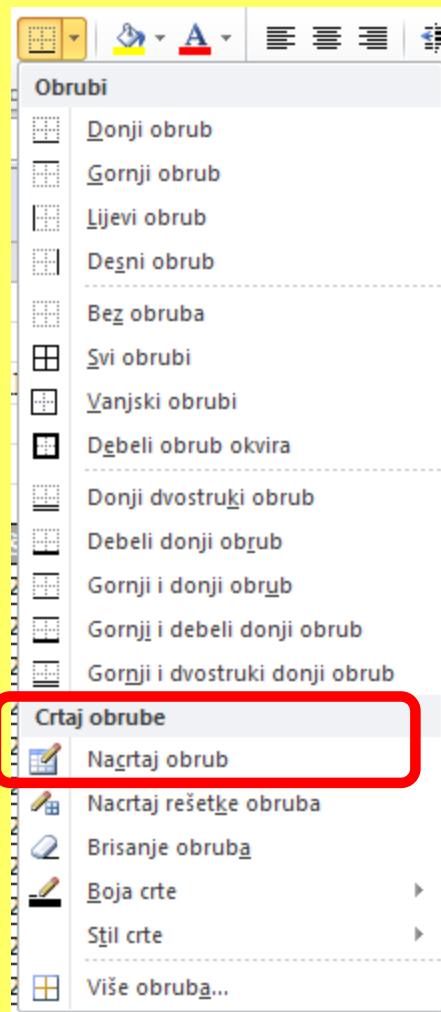 A
Obrubi
Donji obrub
Gornji obrub
Lijevi obrub
Desni obrub
Bez obruba
Svi obrubi
Vanjski obrubi
Debeli obrub okvira
Donji dvostruki obrub
Debeli donji obrub
Gornji i donji obrub
Gornji i debeli donji obrub
Gornji i dvostruki donji obrub
Crtaj obrube
Nacrtaj obrub
Nacrtaj rešetke obruba
Brisanje obruba
Boja crte
Stil crte
Više obruba...